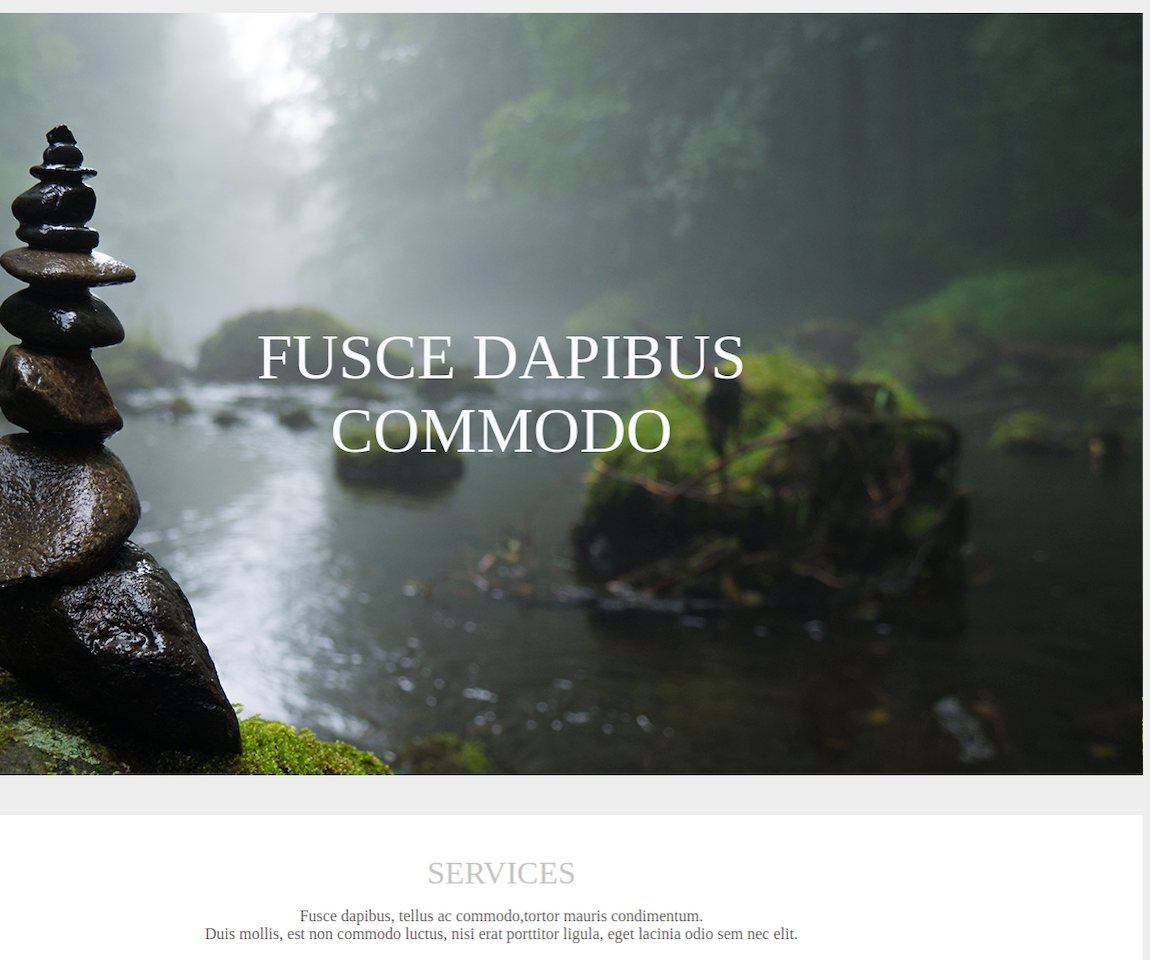 FUSCE DAPIBUS
COMMODO
SERVICES
Fusce dapibus, tellus ac commodo,tortor mauris condimentum.
Duis mollis, est non commodo luctus, nisi erat porttitor ligula, eget lacinia odio sem nec elit.